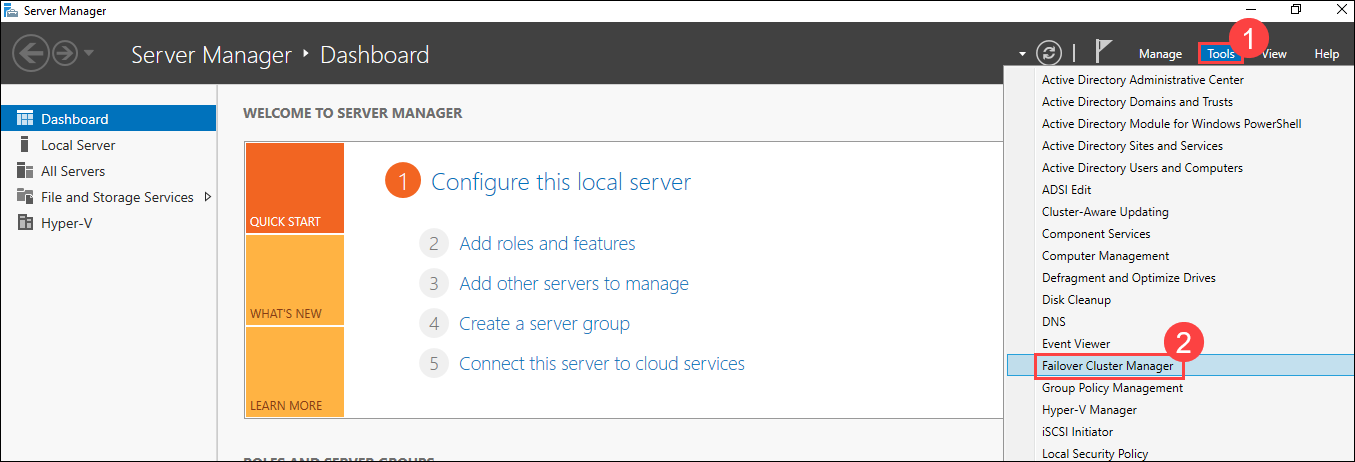 Server Manager
Server Manager ‣ Dashboard
Manage
Tools
View
Help
1
Dashboard
Local Server
All Servers
File and Storage Services
Hyper-V
WELCOME TO SERVER MANAGER
QUICK START
WHAT'S NEW
LEARN MORE
1 Configure this local server
2 Add roles and features
3 Add other servers to manage
4 Create a server group
5 Connect this server to cloud services
Active Directory Administrative Center
Active Directory Domains and Trusts
Active Directory Module for Windows PowerShell
Active Directory Sites and Services
Active Directory Users and Computers
ADSI Edit
Cluster-Aware Updating
Component Services
Computer Management
Defragment and Optimize Drives
Disk Cleanup
DNS
Event Viewer
2
Failover Cluster Manager
Group Policy Management
Hyper-V Manager
iSCSI Initiator
Local Security Policy
ROLES AND SERVER GROUPS